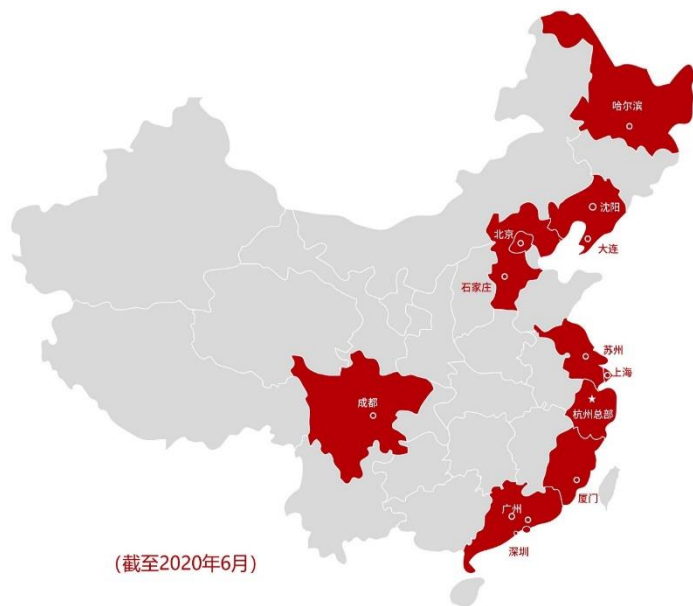 哈尔滨
沈阳
北京
大连
石家庄
苏州
上海
成都
杭州总部
厦门
广州
深圳
(截至2020年6月)